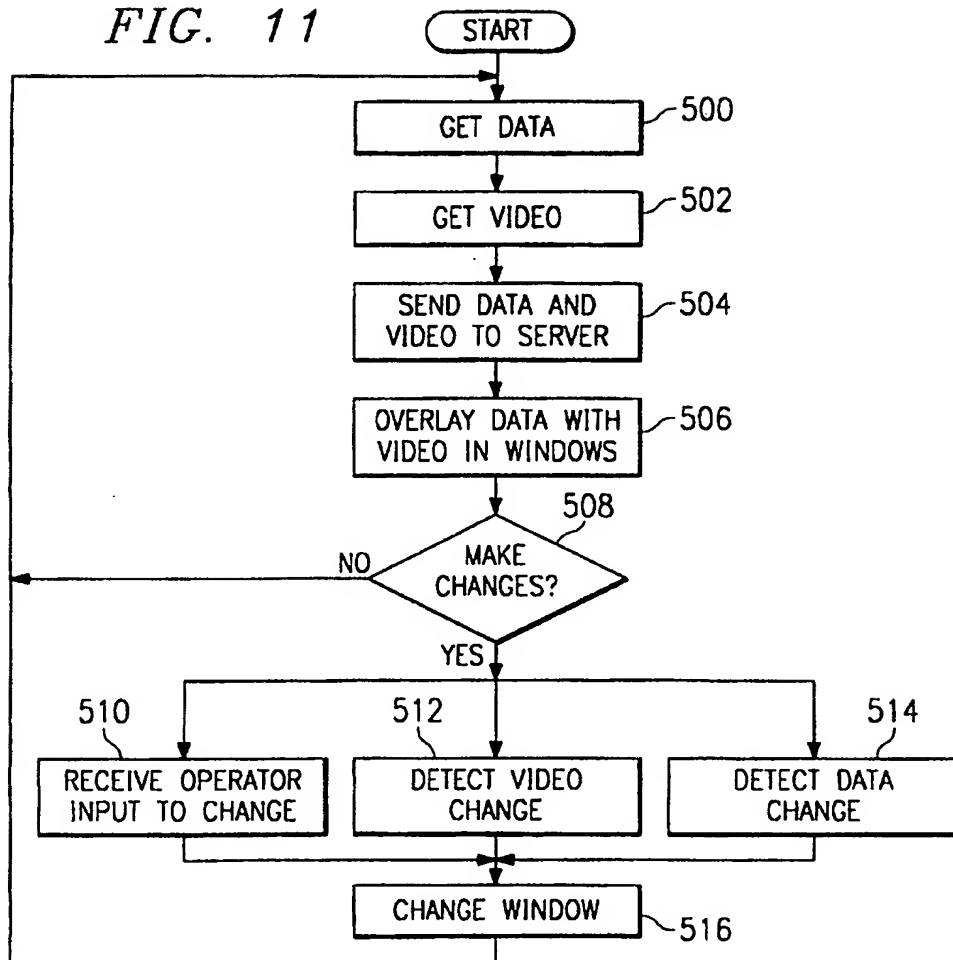 FIG. 11
START
GET DATA
500
GET VIDEO
502
SEND DATA AND
VIDEO TO SERVER
504
OVERLAY DATA WITH
VIDEO IN WINDOWS
506
508
MAKE
CHANGES?
NO
YES
510
RECEIVE OPERATOR
INPUT TO CHANGE
512
DETECT VIDEO
CHANGE
514
DETECT DATA
CHANGE
CHANGE WINDOW
516